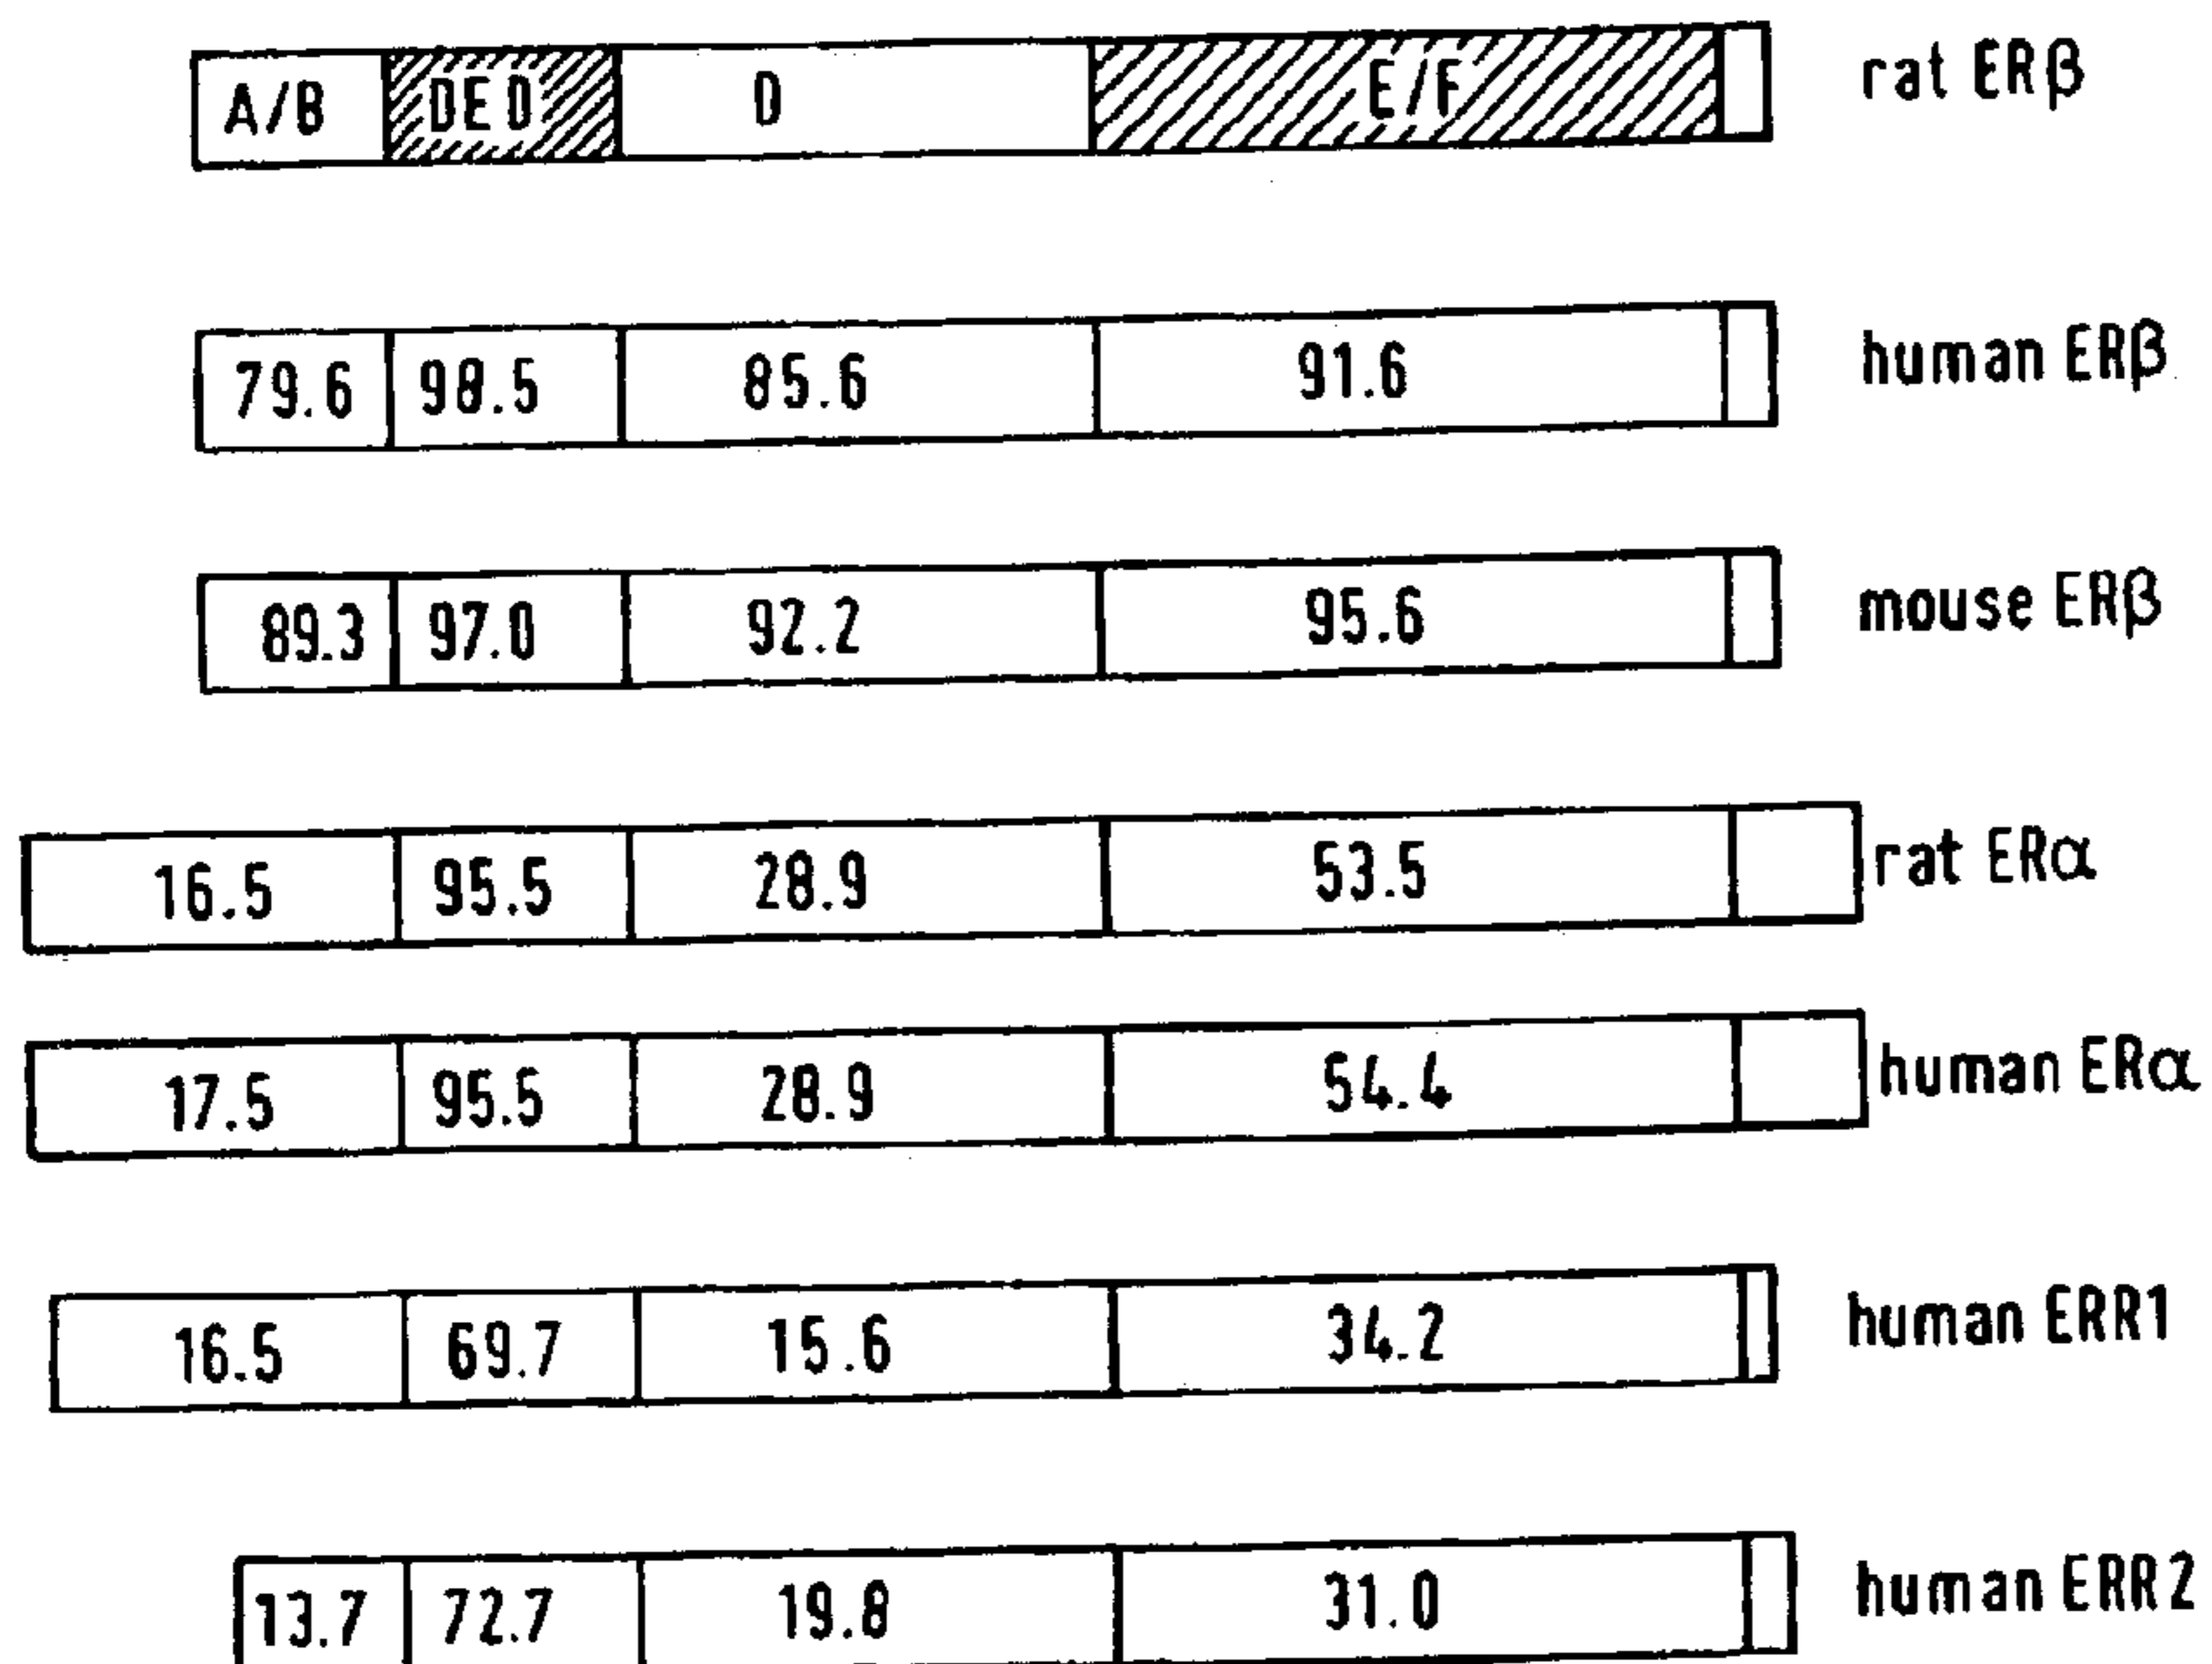 A/B DED D E/F rat ERβ
79.6 98.5 85.6 91.6 human ERβ
89.3 97.0 92.2 95.6 mouse ERβ
16.5 95.5 28.9 53.5 rat ERα
17.5 95.5 28.9 54.4 human ERα
16.5 69.7 15.6 34.2 human ERR1
13.7 72.7 19.8 31.0 human ERR2